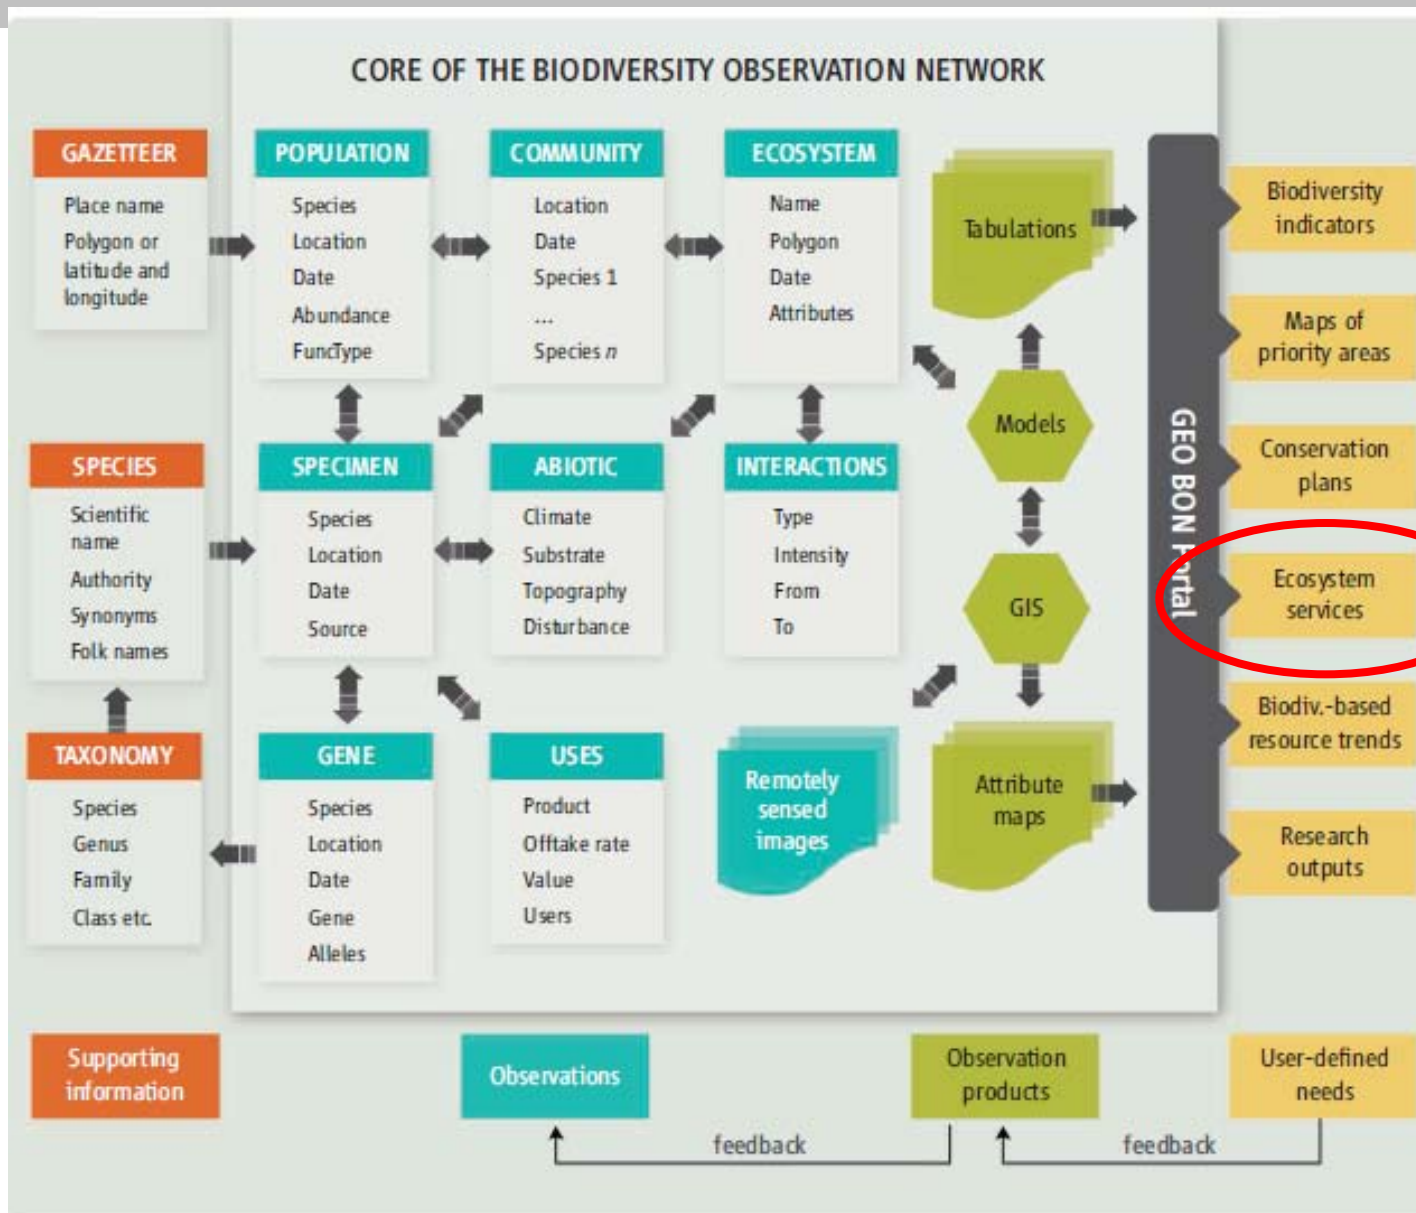 CORE OF THE BIODIVERSITY OBSERVATION NETWORK
GAZETTEER
Place name
Polygon or
latitude and
longitude
POPULATION
Species
Location
Date
Abundance
FuncType
COMMUNITY
Location
Date
Species 1
...
Species n
ECOSYSTEM
Name
Polygon
Date
Attributes
Tabulations
Models
GIS
SPECIES
Scientific
name
Authority
Synonyms
Folk names
SPECIMEN
Species
Location
Date
Source
ABIOTIC
Climate
Substrate
Topography
Disturbance
INTERACTIONS
Type
Intensity
From
To
TAXONOMY
Species
Genus
Family
Class etc.
GENE
Species
Location
Date
Gene
Alleles
USES
Product
Offtake rate
Value
Users
Remotely
sensed
images
Attribute
maps
GEO BON Portal
Biodiversity
indicators
Maps of
priority areas
Conservation
plans
Ecosystem
services
Biodiv.-based
resource trends
Research
outputs
Supporting
information
Observations
Observation
products
User-defined
needs
feedback
feedback